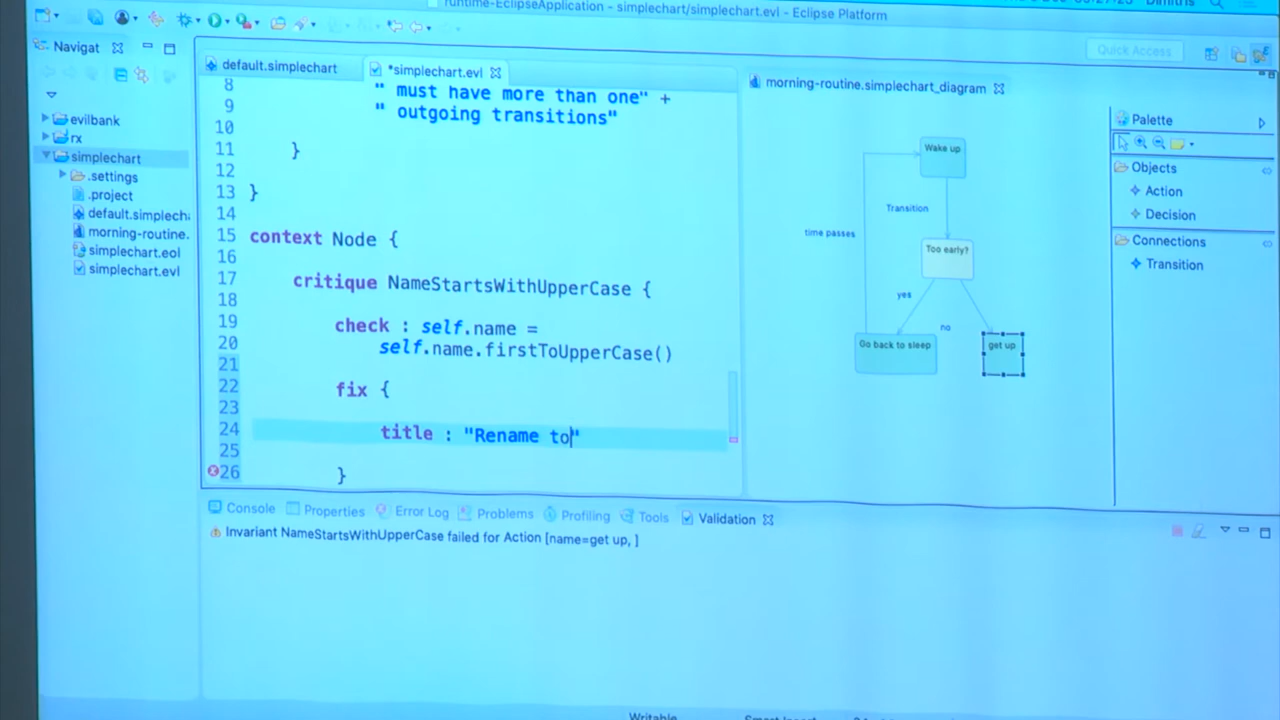 runtime-EclipseApplication - simplechart/simplechart.evl - Eclipse Platform
Quick Access
Navigat
evilbank
rx
simplechart
.settings
.project
default.simplecha
morning-routine.
simplechart.eol
simplechart.evl
default.simplechart
*simplechart.evl
8 " must have more than one" +
9 " outgoing transitions"
10
11 }
12
13 }
14
15 context Node {
16
17 critique NameStartsWithUpperCase {
18
19 check : self.name =
20 self.name.firstToUpperCase()
21
22 fix {
23
24 title : "Rename to"
25
26 }
morning-routine.simplechart_diagram
Wake up
Transition
time passes
Too early?
yes
no
Go back to sleep
get up
Palette
Objects
Action
Decision
Connections
Transition
Console
Properties
Error Log
Problems
Profiling
Tools
Validation
Invariant NameStartsWithUpperCase failed for Action [name=get up, ]
Writable